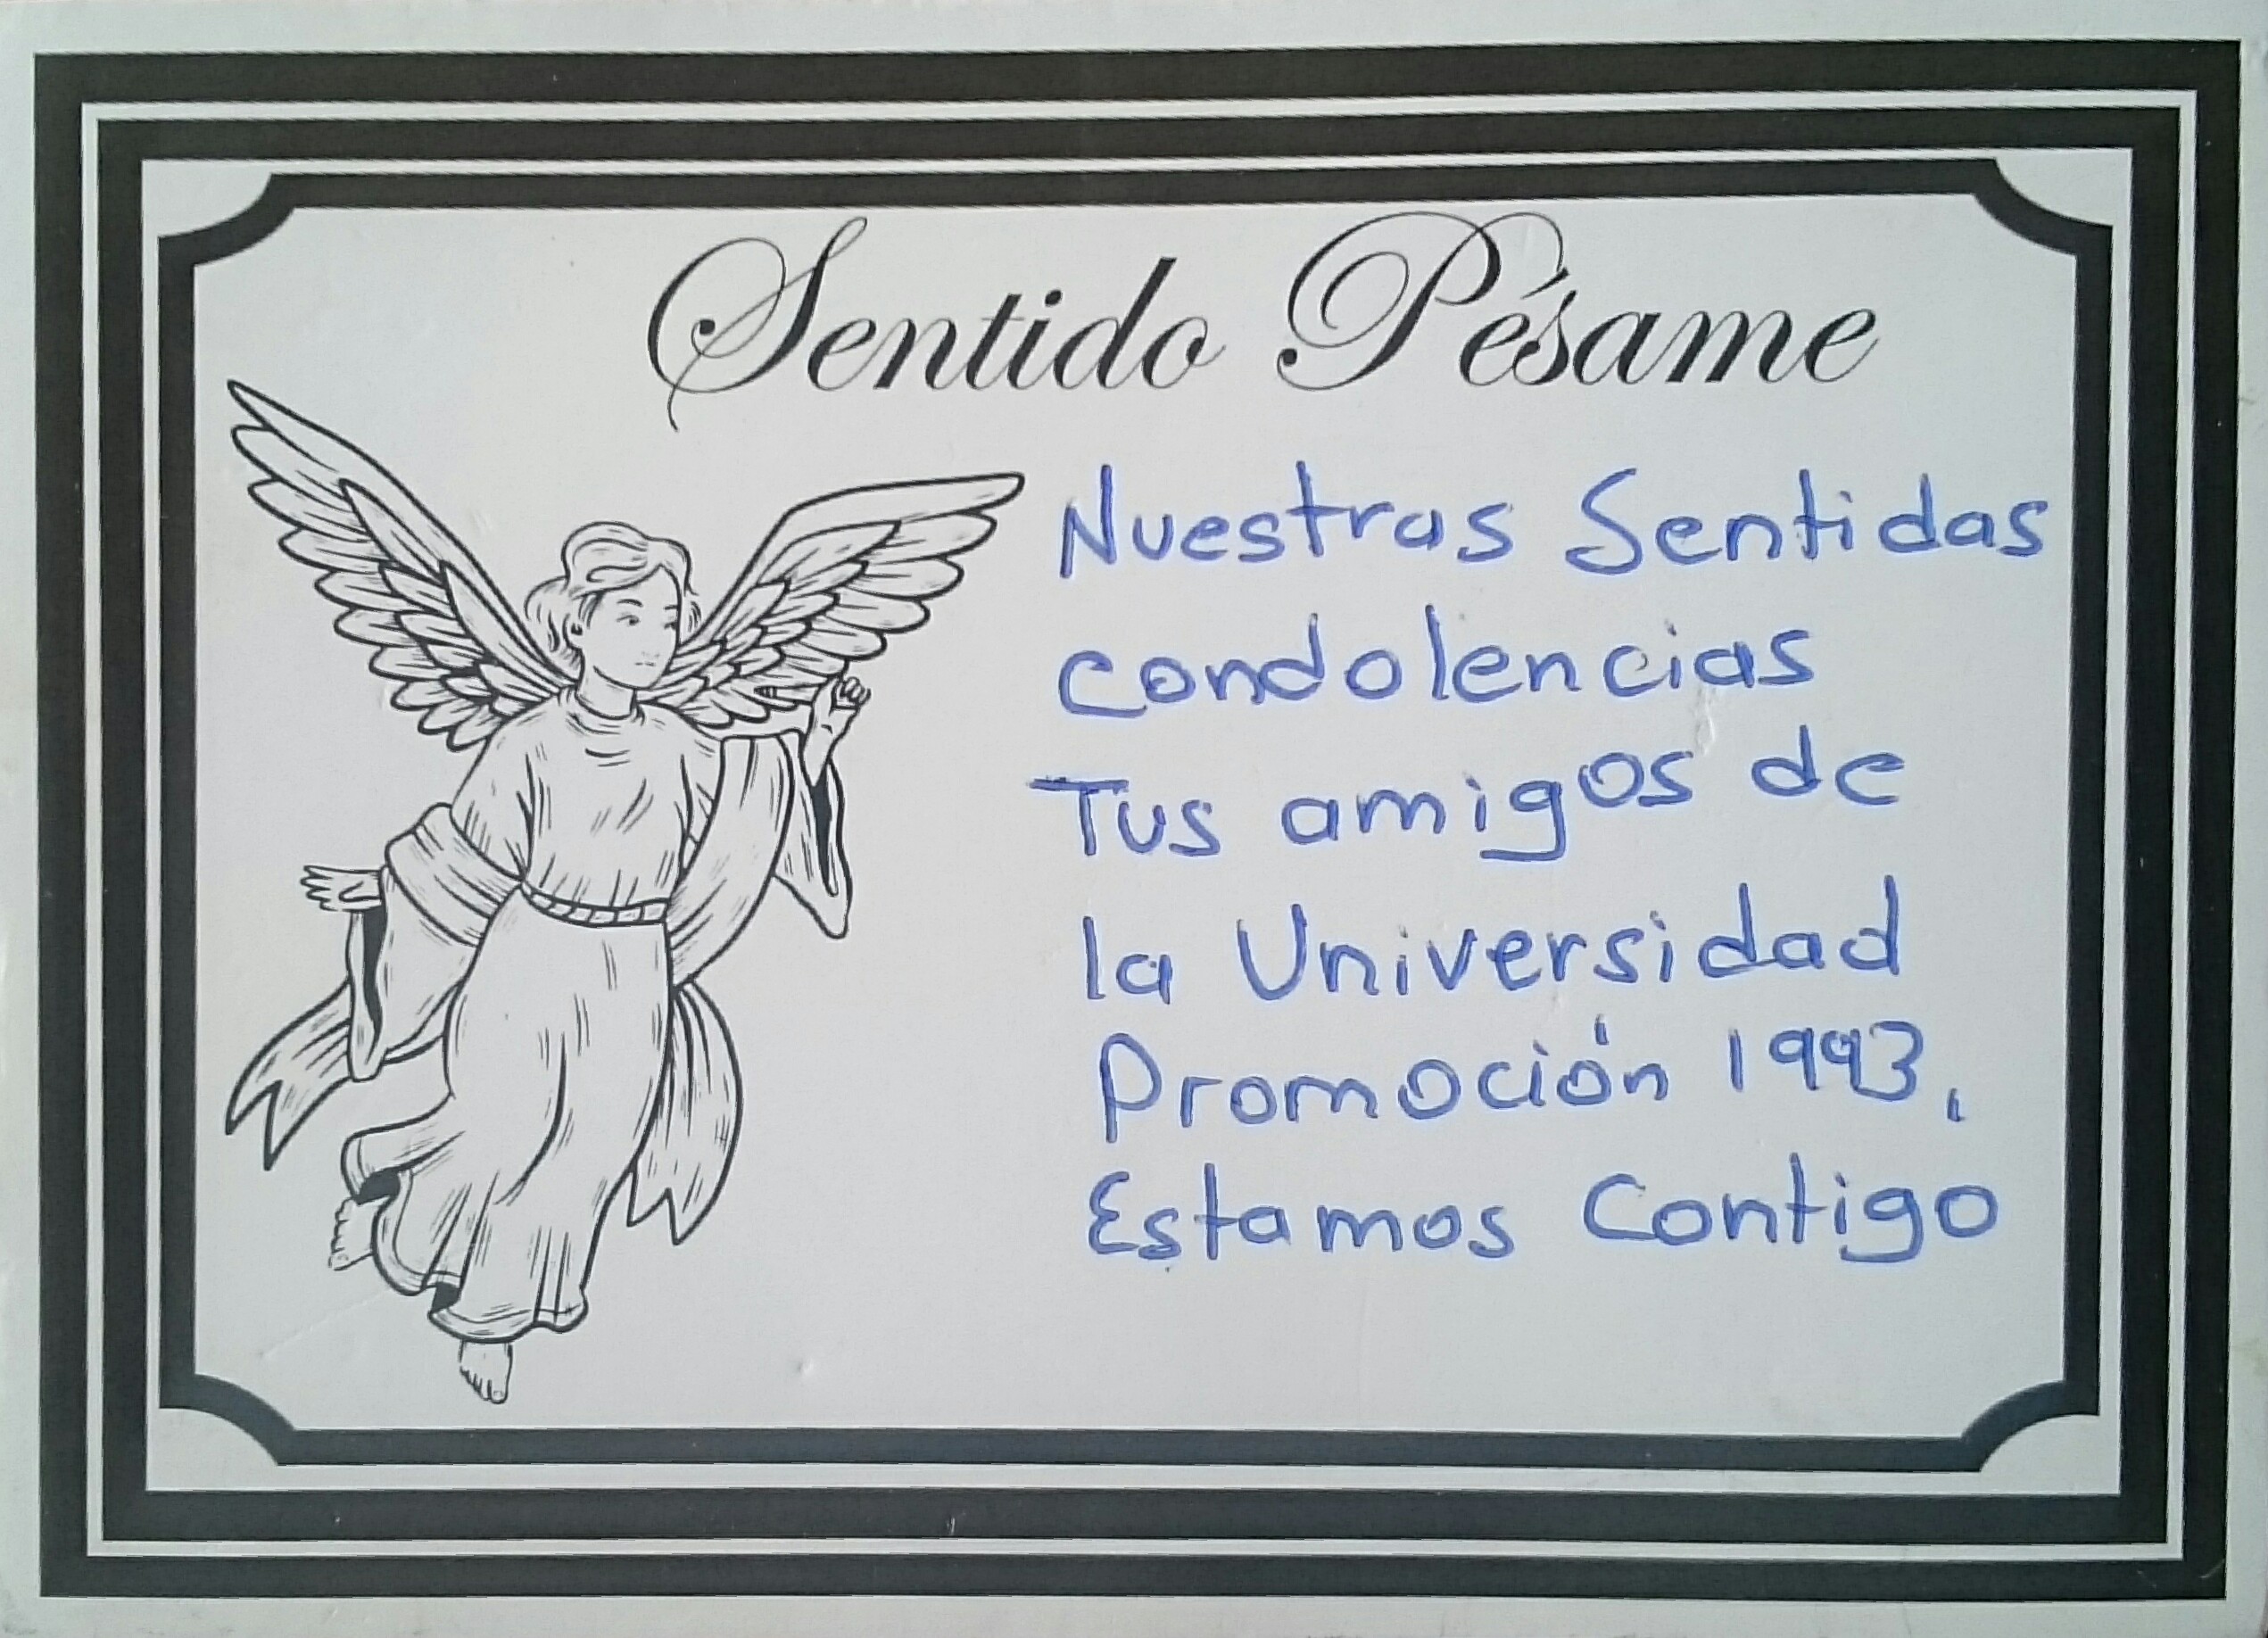 Sentido Pésame
Nuestras Sentidas
condolencias
Tus amigos de
la Universidad
Promoción 1993,
Estamos Contigo